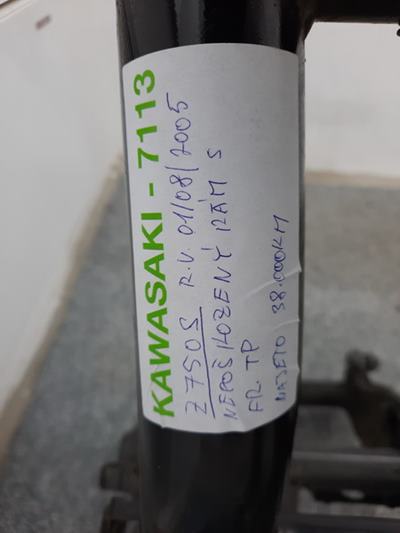 KAWASAKI - 7113
Z750S R.V. 01/08/2005
NEPOŠKOZENÝ RÁM S
FR. TP
NAJETO 38.000KM